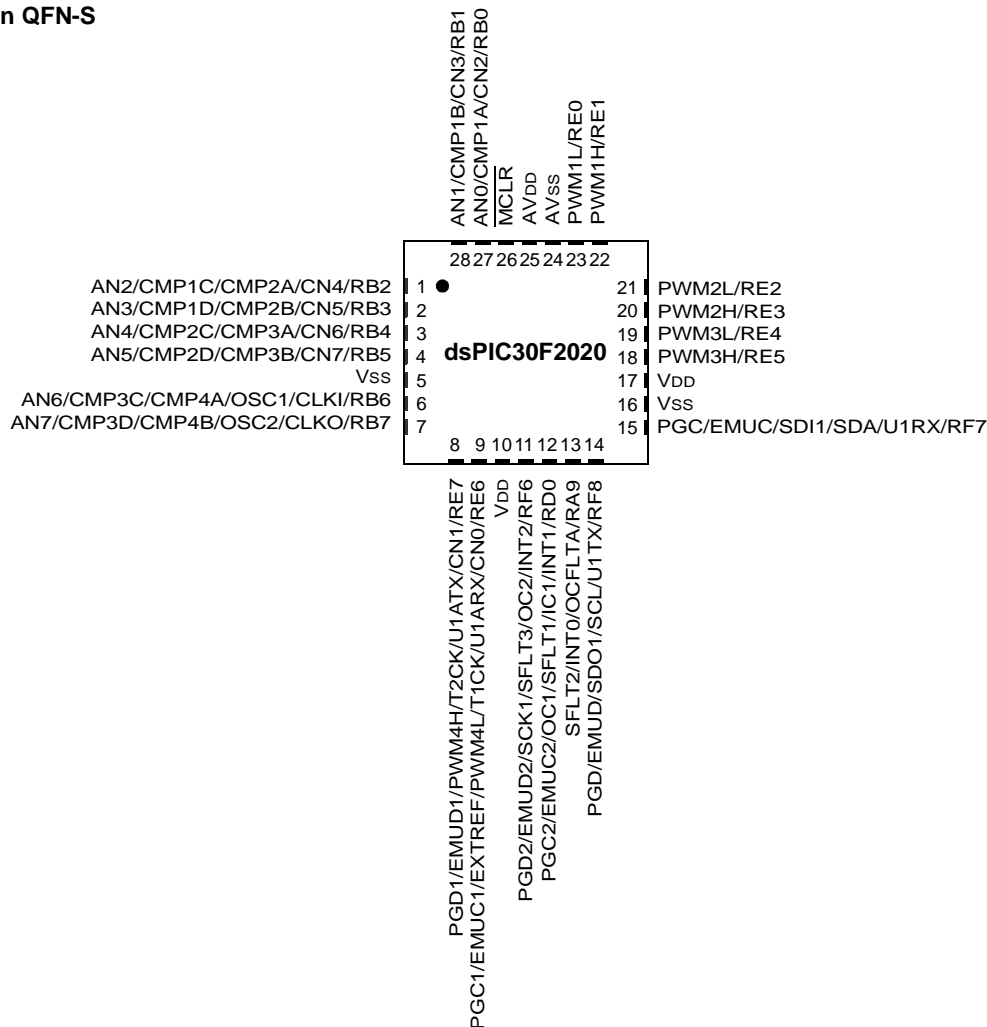 n QFN-S
AN1/CMP1B/CN3/RB1
AN0/CMP1A/CN2/RB0
MCLR
AVDD
AVSS
PWM1L/RE0
PWM1H/RE1
28 27 26 25 24 23 22
AN2/CMP1C/CMP2A/CN4/RB2 1
AN3/CMP1D/CMP2B/CN5/RB3 2
AN4/CMP2C/CMP3A/CN6/RB4 3
AN5/CMP2D/CMP3B/CN7/RB5 4
VSS 5
AN6/CMP3C/CMP4A/OSC1/CLKI/RB6 6
AN7/CMP3D/CMP4B/OSC2/CLKO/RB7 7
dsPIC30F2020
21 PWM2L/RE2
20 PWM2H/RE3
19 PWM3L/RE4
18 PWM3H/RE5
17 VDD
16 VSS
15 PGC/EMUC/SDI1/SDA/U1RX/RF7
8 9 10 11 12 13 14
PGD1/EMUD1/PWM4H/T2CK/U1ATX/CN1/RE7
PGC1/EMUC1/EXTREF/PWM4L/T1CK/U1ARX/CN0/RE6
VDD
PGD2/EMUD2/SCK1/SFLT3/OC2/INT2/RF6
PGC2/EMUC2/OC1/SFLT1/IC1/INT1/RD0
SFLT2/INT0/OCFLTA/RA9
PGD/EMUD/SDO1/SCL/U1TX/RF8